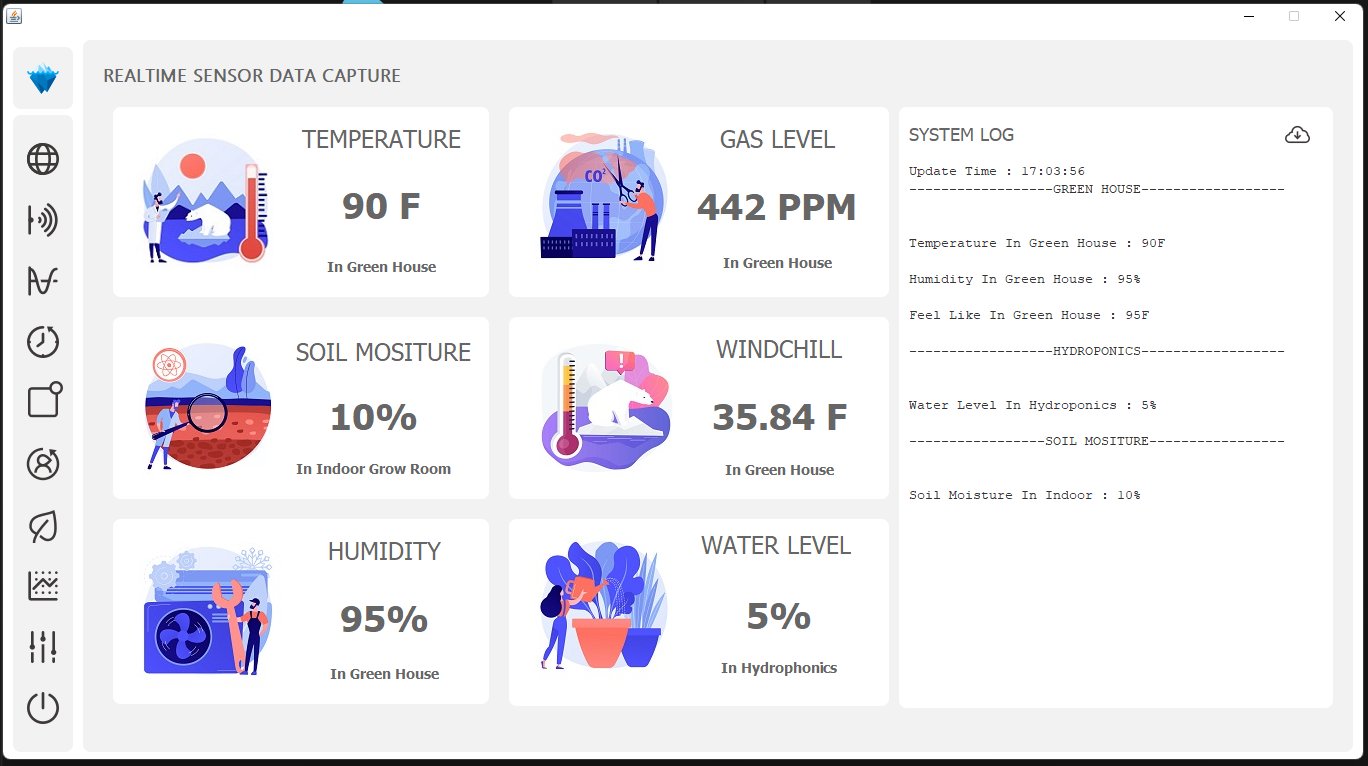 REALTIME SENSOR DATA CAPTURE
TEMPERATURE
90 F
In Green House
GAS LEVEL
CO²
442 PPM
In Green House
SOIL MOSITURE
10%
In Indoor Grow Room
WINDCHILL
!
35.84 F
In Green House
HUMIDITY
95%
In Green House
WATER LEVEL
5%
In Hydrophonics
SYSTEM LOG
Update Time : 17:03:56
------------------GREEN HOUSE------------------
Temperature In Green House : 90F
Humidity In Green House : 95%
Feel Like In Green House : 95F
------------------HYDROPONICS------------------
Water Level In Hydroponics : 5%
-----------------SOIL MOSITURE-----------------
Soil Moisture In Indoor : 10%